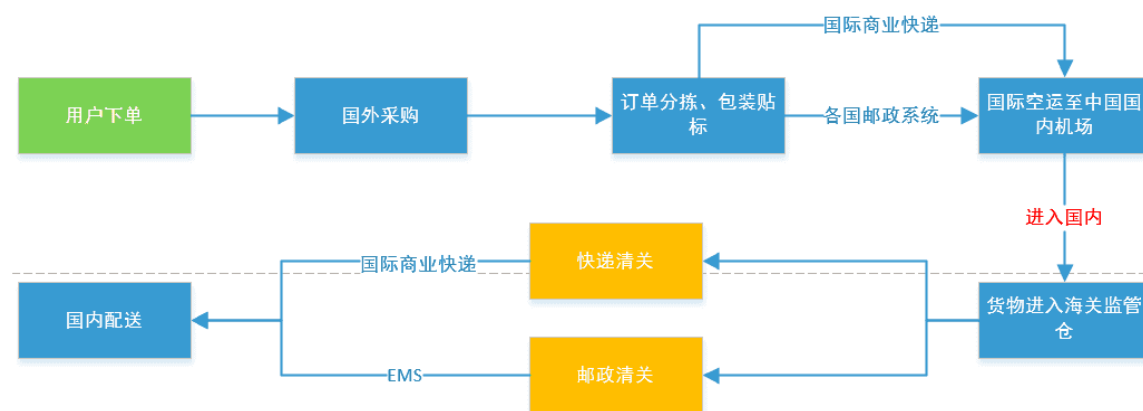 国际商业快递
用户下单
国外采购
订单分拣、包装贴
标
各国邮政系统
国际空运至中国国
内机场
进入国内
国际商业快递
快递清关
国内配送
货物进入海关监管
仓
EMS
邮政清关